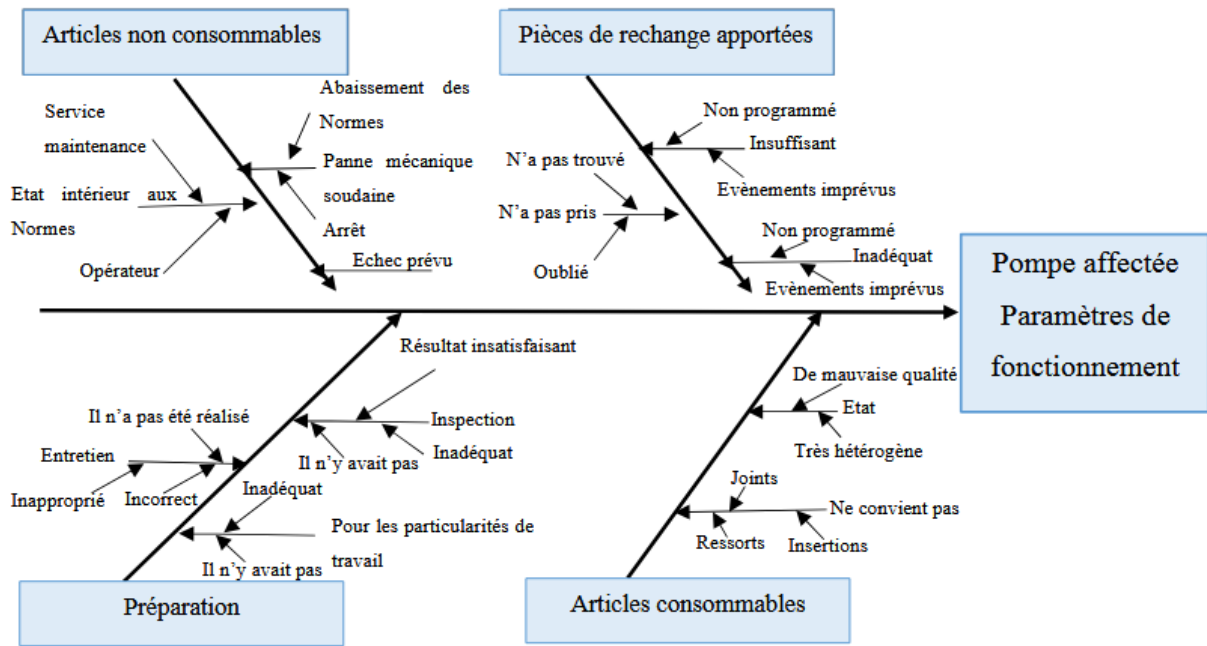 Articles non consommables
Pièces de rechange apportées
Abaissement des
Normes
Service
maintenance
Panne mécanique
soudaine
Etat intérieur aux
Normes
Arrêt
Opérateur
Echec prévu
Non programmé
Insuffisant
N'a pas trouvé
Evènements imprévus
N'a pas pris
Non programmé
Oublié
Inadéquat
Evènements imprévus
Pompe affectée
Paramètres de
fonctionnement
Résultat insatisfaisant
Il n'a pas été réalisé
Inspection
Entretien
Il n'y avait pas
Inadéquat
Inapproprié
Incorrect
Inadéquat
Pour les particularités de
travail
Il n'y avait pas
Préparation
De mauvaise qualité
Etat
Très hétérogène
Joints
Ne convient pas
Ressorts
Insertions
Articles consommables